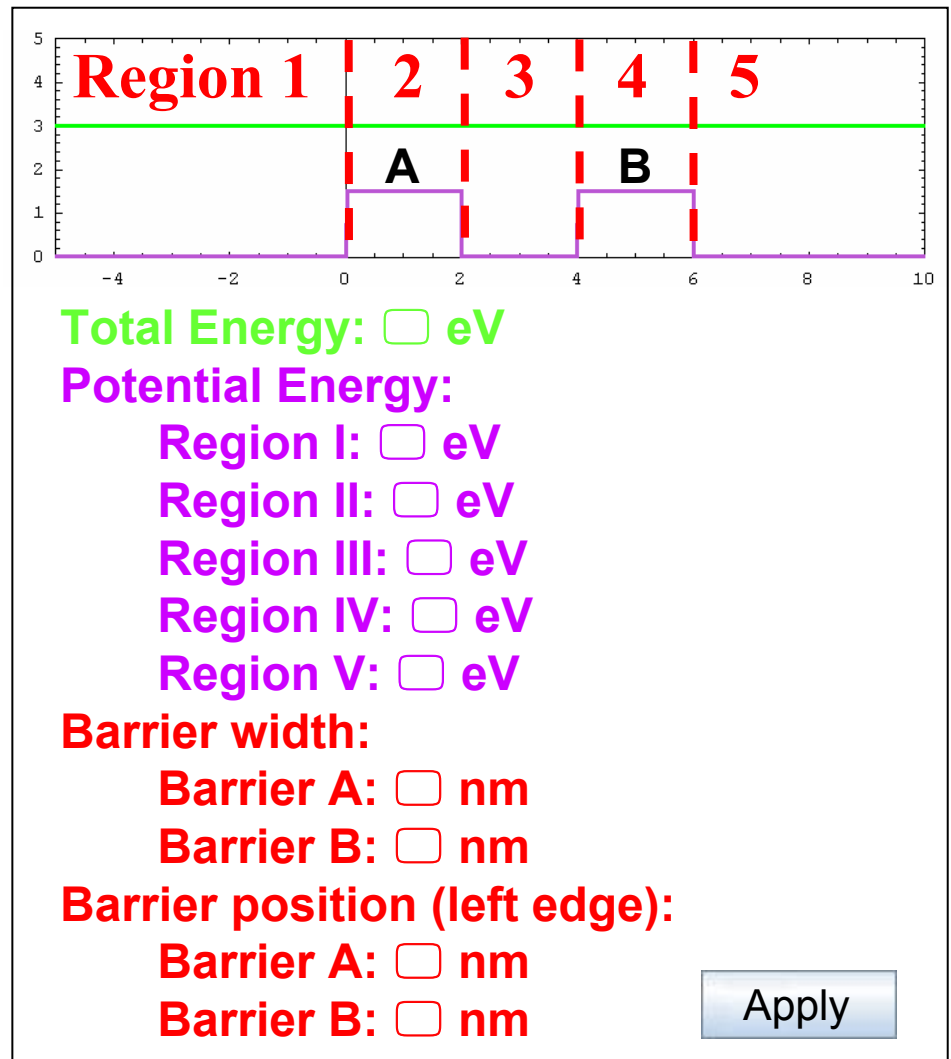 5
Region 1 2 3 4 5
4
3
A B
2
1
0
-4 -2 0 2 4 6 8 10
Total Energy: eV
Potential Energy:
Region I: eV
Region II: eV
Region III: eV
Region IV: eV
Region V: eV
Barrier width:
Barrier A: nm
Barrier B: nm
Barrier position (left edge):
Barrier A: nm
Barrier B: nm
Apply